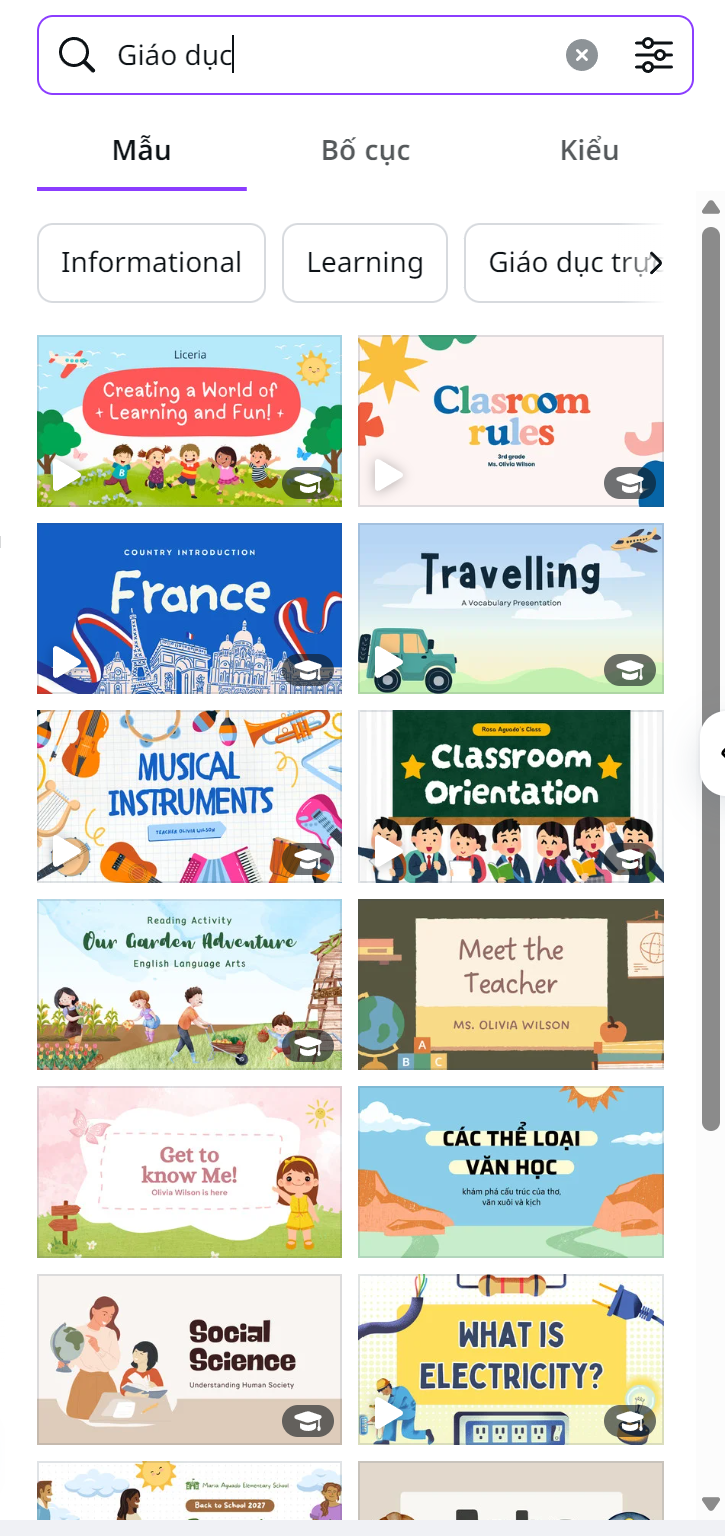 Giáo dục
Mẫu
Bố cục
Kiểu
Informational
Learning
Giáo dục trự
Liceria
Creating a World of
+ Learning and Fun! +
B
Clasroom
rules
3rd grade
Ms. Olivia Wilson
COUNTRY INTRODUCTION
France
Travelling
A Vocabulary Presentation
MUSICAL
INSTRUMENTS
TEACHER OLIVIA WILSON
Rosa Aguado's Class
Classroom
Orientation
Reading Activity
Our Garden Adventure
English Language Arts
Meet the
Teacher
MS. OLIVIA WILSON
A
B C
Get to
know Me!
Olivia Wilson is here
CÁC THỂ LOẠI
VĂN HỌC
khám phá cấu trúc của thơ,
văn xuôi và kịch
Social
Science
Understanding Human Society
WHAT IS
ELECTRICITY?
Maria Aguado Elementary School
Back to School 2027